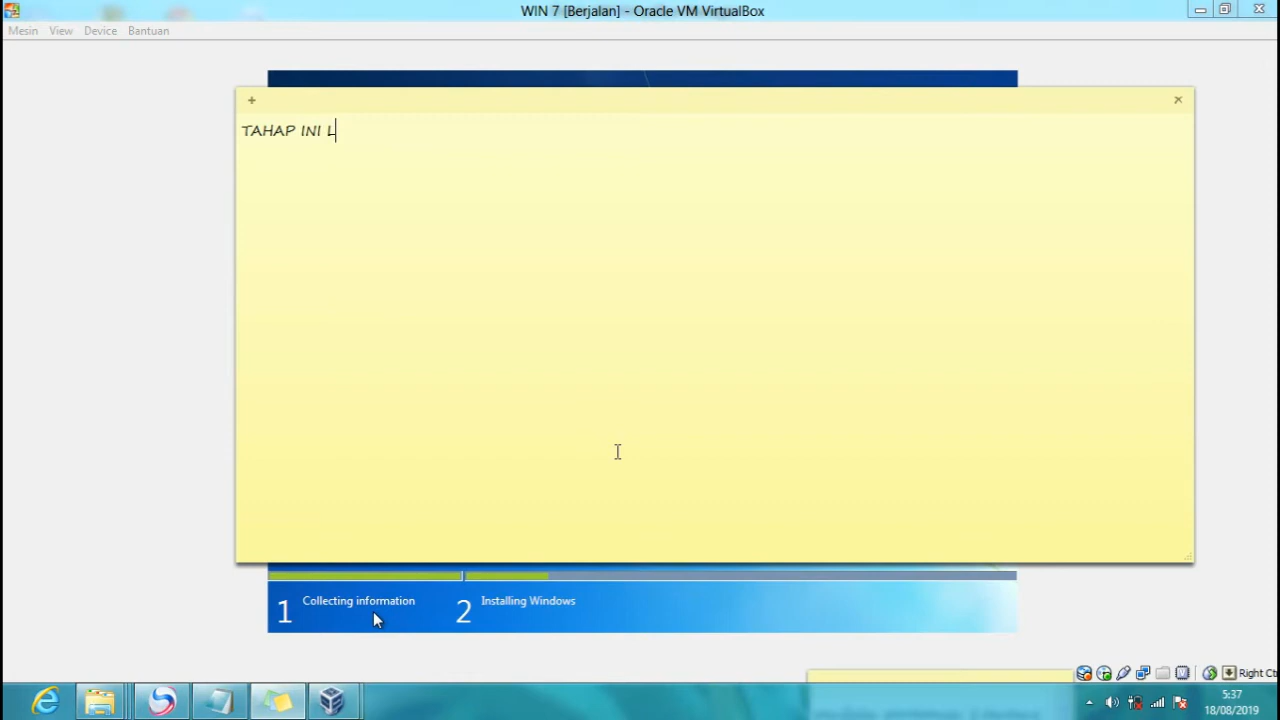 WIN 7 [Berjalan] - Oracle VM VirtualBox
Mesin View Device Bantuan
TAHAP INI L
1 Collecting information 2 Installing Windows
Right Ct
5:37
18/08/2019